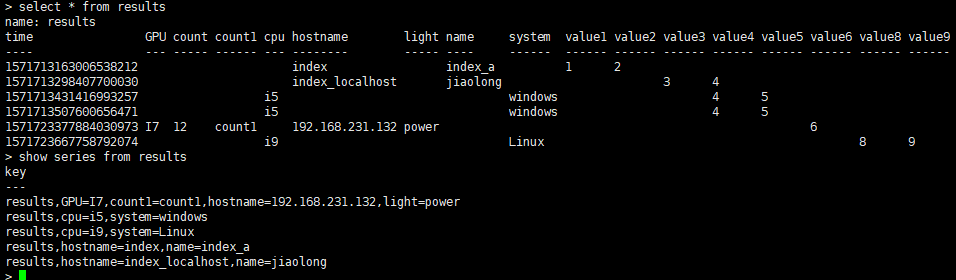 > select * from results
name: results
time GPU count count1 cpu hostname light name system value1 value2 value3 value4 value5 value6 value8 value9
---- --- ----- ------ --- -------- ----- ---- ------ ------ ------ ------ ------ ------ ------ ------ ------
1571713163006538212 index index_a 1 2
1571713298407700030 index_localhost jiaolong 3 4
1571713431416993257 i5 windows 4 5
1571713507600656471 i5 windows 4 5
1571723377884030973 I7 12 count1 192.168.231.132 power 6
1571723667758792074 i9 Linux 8 9
> show series from results
key
---
results,GPU=I7,count1=count1,hostname=192.168.231.132,light=power
results,cpu=i5,system=windows
results,cpu=i9,system=Linux
results,hostname=index,name=index_a
results,hostname=index_localhost,name=jiaolong
>